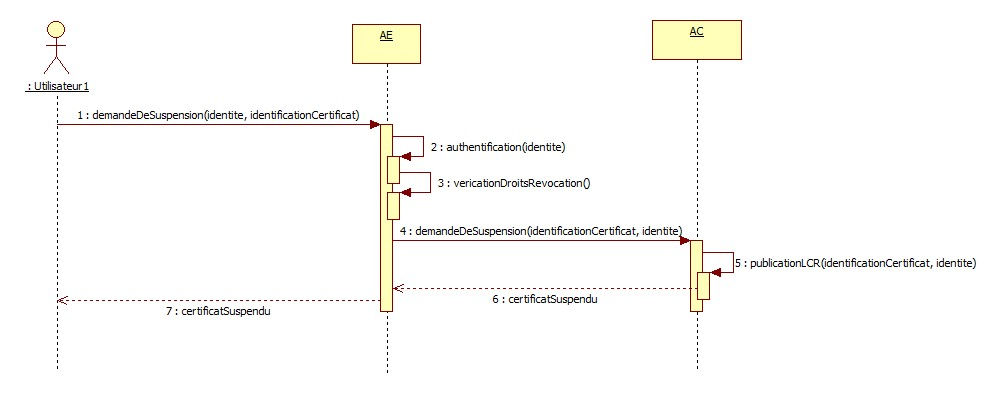 AE
AC
: Utilisateur1
1 : demandeDeSuspension(identite, identificationCertificat)
2 : authentification(identite)
3 : vericationDroitsRevocation()
4 : demandeDeSuspension(identificationCertificat, identite)
5 : publicationLCR(identificationCertificat, identite)
6 : certificatSuspendu
7 : certificatSuspendu